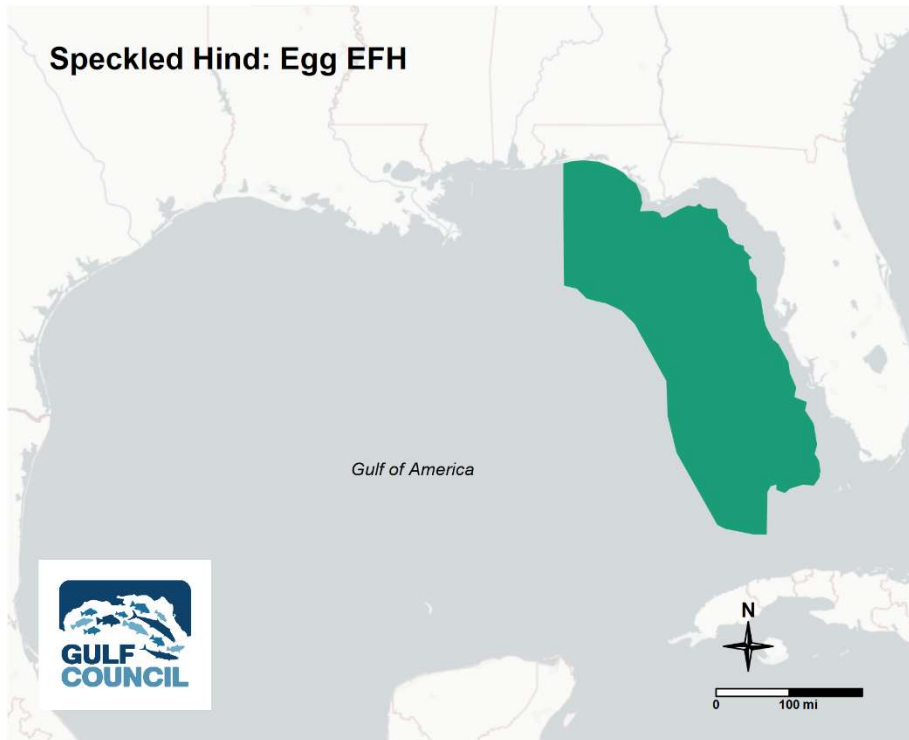 Speckled Hind: Egg EFH
Gulf of America
GULF
COUNCIL
N
0 100 mi